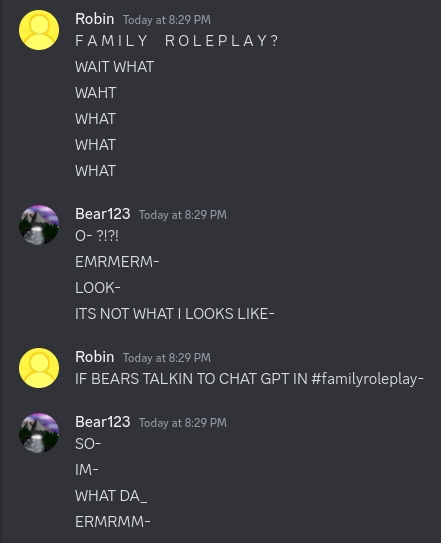 Robin Today at 8:29 PM
F A M I L Y   R O L E P L A Y ?
WAIT WHAT
WAHT
WHAT
WHAT
WHAT
Bear123 Today at 8:29 PM
O- ?!?!
EMRMERM-
LOOK-
ITS NOT WHAT I LOOKS LIKE-
Robin Today at 8:29 PM
IF BEARS TALKIN TO CHAT GPT IN #familyroleplay-
Bear123 Today at 8:29 PM
SO-
IM-
WHAT DA_
ERMRMM-